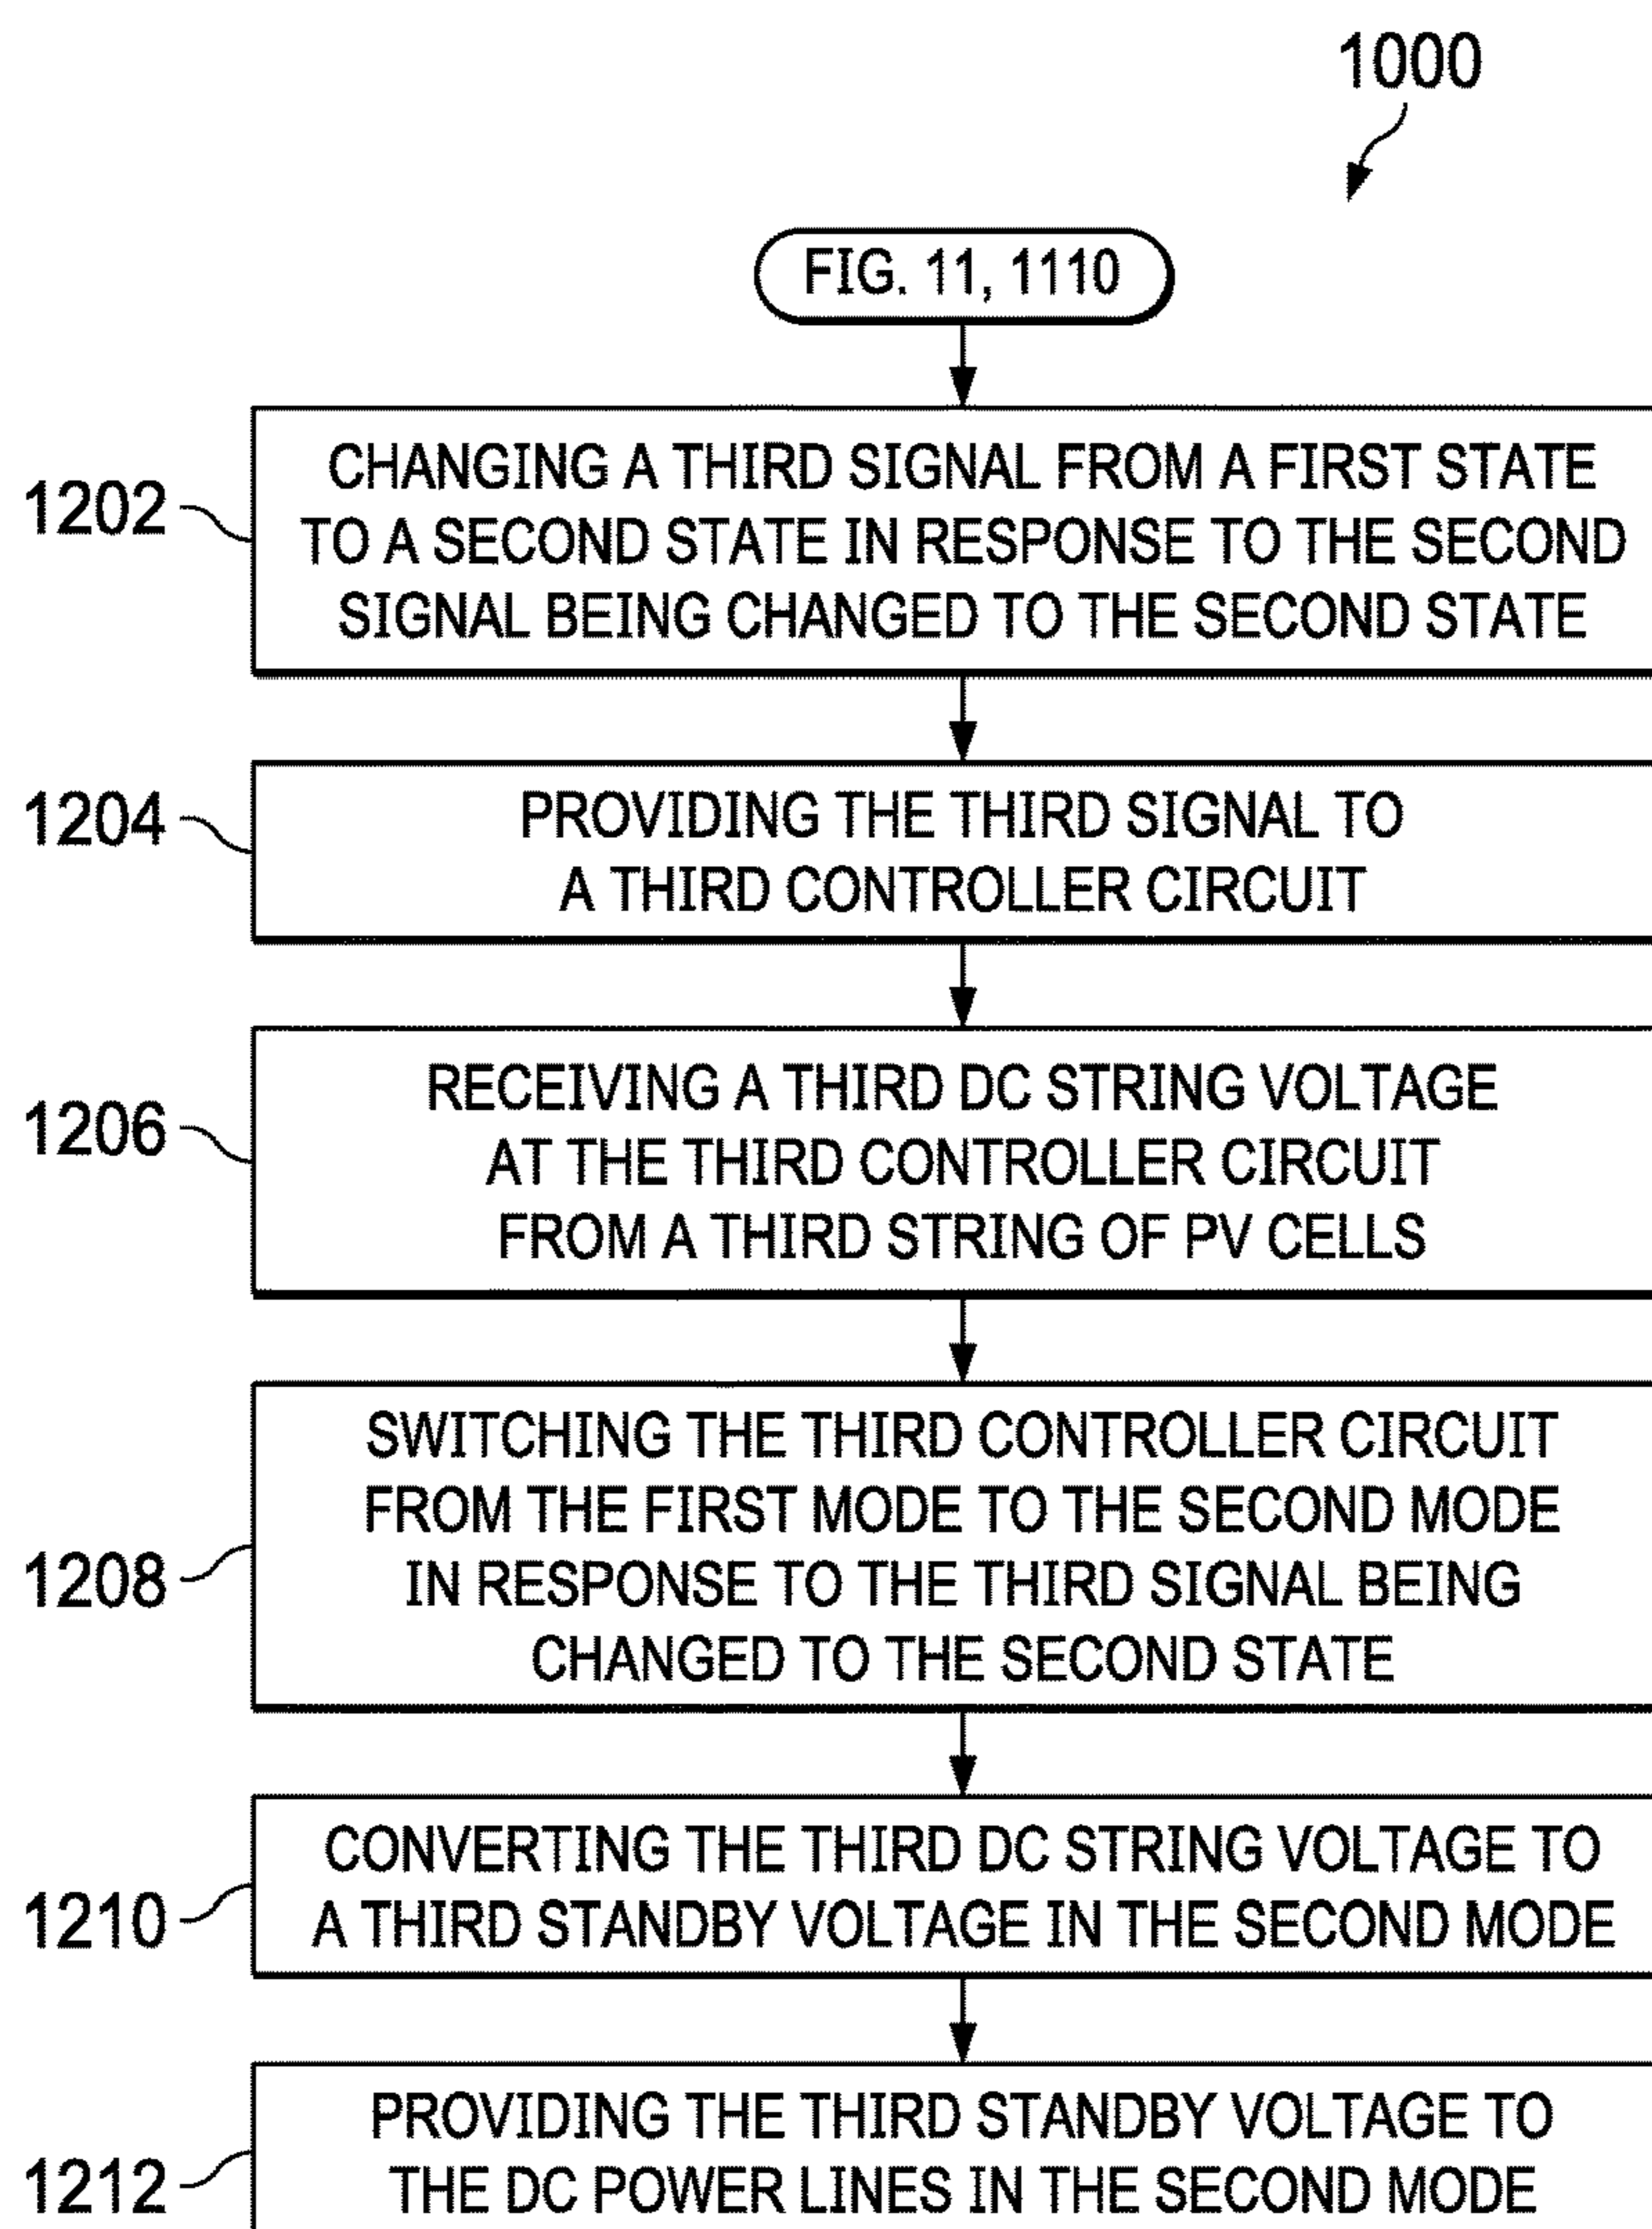 1000
FIG. 11, 1110
1202
CHANGING A THIRD SIGNAL FROM A FIRST STATE
TO A SECOND STATE IN RESPONSE TO THE SECOND
SIGNAL BEING CHANGED TO THE SECOND STATE
1204
PROVIDING THE THIRD SIGNAL TO
A THIRD CONTROLLER CIRCUIT
1206
RECEIVING A THIRD DC STRING VOLTAGE
AT THE THIRD CONTROLLER CIRCUIT
FROM A THIRD STRING OF PV CELLS
1208
SWITCHING THE THIRD CONTROLLER CIRCUIT
FROM THE FIRST MODE TO THE SECOND MODE
IN RESPONSE TO THE THIRD SIGNAL BEING
CHANGED TO THE SECOND STATE
1210
CONVERTING THE THIRD DC STRING VOLTAGE TO
A THIRD STANDBY VOLTAGE IN THE SECOND MODE
1212
PROVIDING THE THIRD STANDBY VOLTAGE TO
THE DC POWER LINES IN THE SECOND MODE